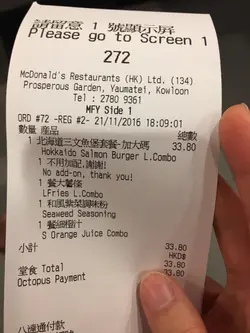 請留意 1 號顯示屏
Please go to Screen 1
272
McDonald's Restaurants (HK) Ltd. (134)
Prosperous Garden, Yaumatei, Kowloon
Tel : 2780 9361
MFY Side 1
ORD #72 -REG #2- 21/11/2016 18:09:01
數量 產品 總數
1 北海道三文魚堡套餐-加大碼 33.80
Hokkaido Salmon Burger L.Combo
1 不用加配,謝謝!
No add-on, thank you!
1 餐大薯條
LFries L.Combo
1 和風紫菜調味粉
Seaweed Seasoning
1 餐細橙汁
S Orange Juice Combo
小計 33.80
HKD$
堂食 Total 33.80
Octopus Payment 33.80
八達通付款